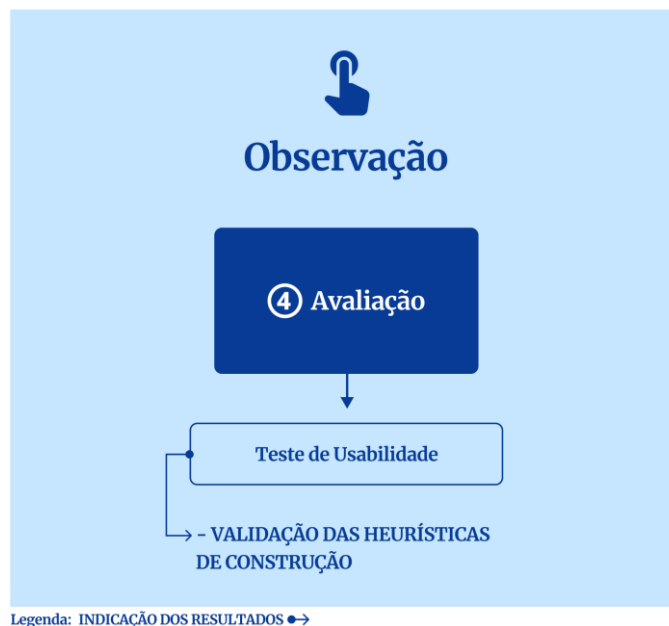 Observação
4 Avaliação
Teste de Usabilidade
- VALIDAÇÃO DAS HEURÍSTICAS
DE CONSTRUÇÃO
Legenda: INDICAÇÃO DOS RESULTADOS